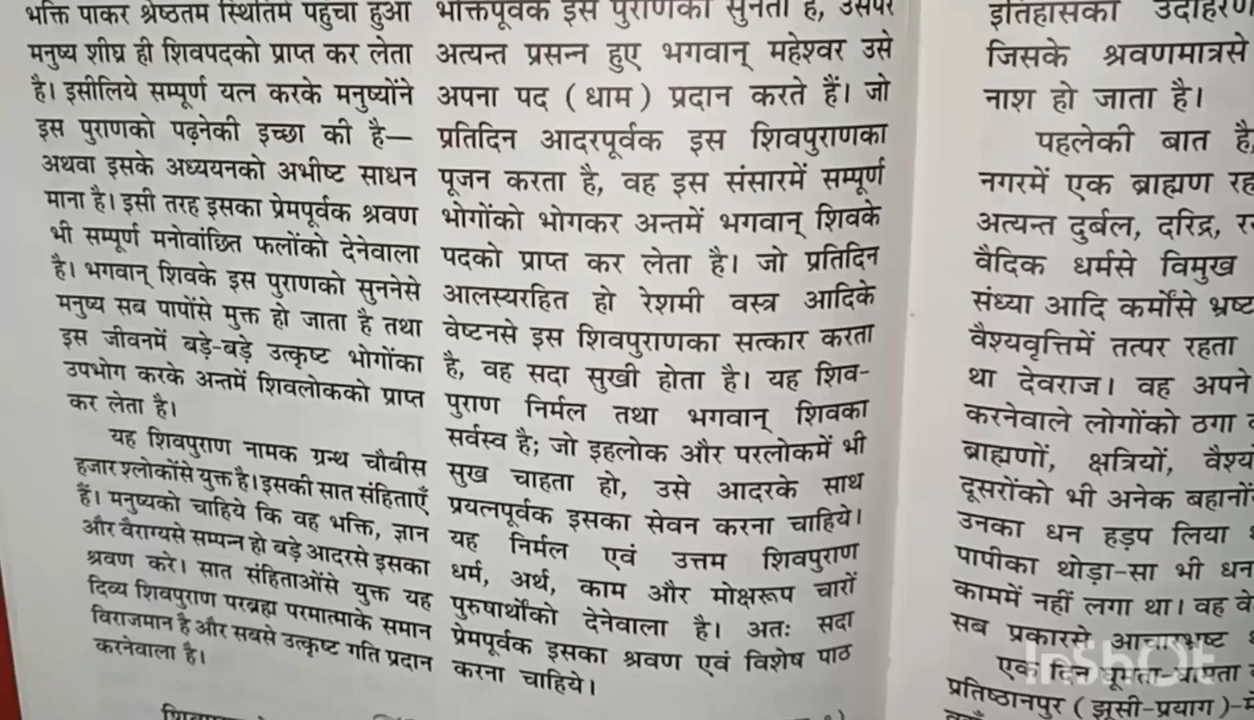 भक्ति पाकर श्रेष्ठतम स्थितिमें पहुँचा हुआ
मनुष्य शीघ्र ही शिवपदको प्राप्त कर लेता
है। इसीलिये सम्पूर्ण यत्न करके मनुष्योंने
इस पुराणको पढ़नेकी इच्छा की है—
अथवा इसके अध्ययनको अभीष्ट साधन
माना है। इसी तरह इसका प्रेमपूर्वक श्रवण
भी सम्पूर्ण मनोवांछित फलोंको देनेवाला
है। भगवान् शिवके इस पुराणको सुननेसे
मनुष्य सब पापोंसे मुक्त हो जाता है तथा
इस जीवनमें बड़े-बड़े उत्कृष्ट भोगोंका
उपभोग करके अन्तमें शिवलोकको प्राप्त
कर लेता है।
यह शिवपुराण नामक ग्रन्थ चौबीस
हजार श्लोकोंसे युक्त है। इसकी सात संहिताएँ
हैं। मनुष्यको चाहिये कि वह भक्ति, ज्ञान
और वैराग्यसे सम्पन्न हो बड़े आदरसे इसका
श्रवण करे। सात संहिताओंसे युक्त यह
दिव्य शिवपुराण परब्रह्म परमात्माके समान
विराजमान है और सबसे उत्कृष्ट गति प्रदान
करनेवाला है।
भक्तिपूर्वक इस पुराणको सुनता है, उसपर
अत्यन्त प्रसन्न हुए भगवान् महेश्वर उसे
अपना पद (धाम) प्रदान करते हैं। जो
प्रतिदिन आदरपूर्वक इस शिवपुराणका
पूजन करता है, वह इस संसारमें सम्पूर्ण
भोगोंको भोगकर अन्तमें भगवान् शिवके
पदको प्राप्त कर लेता है। जो प्रतिदिन
आलस्यरहित हो रेशमी वस्त्र आदिके
वेष्टनसे इस शिवपुराणका सत्कार करता
है, वह सदा सुखी होता है। यह शिव-
पुराण निर्मल तथा भगवान् शिवका
सर्वस्व है; जो इहलोक और परलोकमें भी
सुख चाहता हो, उसे आदरके साथ
प्रयत्नपूर्वक इसका सेवन करना चाहिये।
यह निर्मल एवं उत्तम शिवपुराण
धर्म, अर्थ, काम और मोक्षरूप चारों
पुरुषार्थोंको देनेवाला है। अतः सदा
प्रेमपूर्वक इसका श्रवण एवं विशेष पाठ
करना चाहिये।
इतिहासका उदाहरण
जिसके श्रवणमात्रसे
नाश हो जाता है।
पहलेकी बात है,
नगरमें एक ब्राह्मण रह
अत्यन्त दुर्बल, दरिद्र,
वैदिक धर्मसे विमुख
संध्या आदि कर्मोंसे भ्रष्ट
वैश्यवृत्तिमें तत्पर रहता
था देवराज। वह अपने
करनेवाले लोगोंको ठगा
ब्राह्मणों, क्षत्रियों, वैश्य
दूसरोंको भी अनेक बहानों
उनका धन हड़प लिया
पापीका थोड़ा-सा भी धन
काममें नहीं लगा था। वह
सब प्रकारसे आचारभ्रष्ट
एक दिन घूमता-घामता
प्रतिष्ठानपुर (झूसी-प्रयाग)-
InShOt